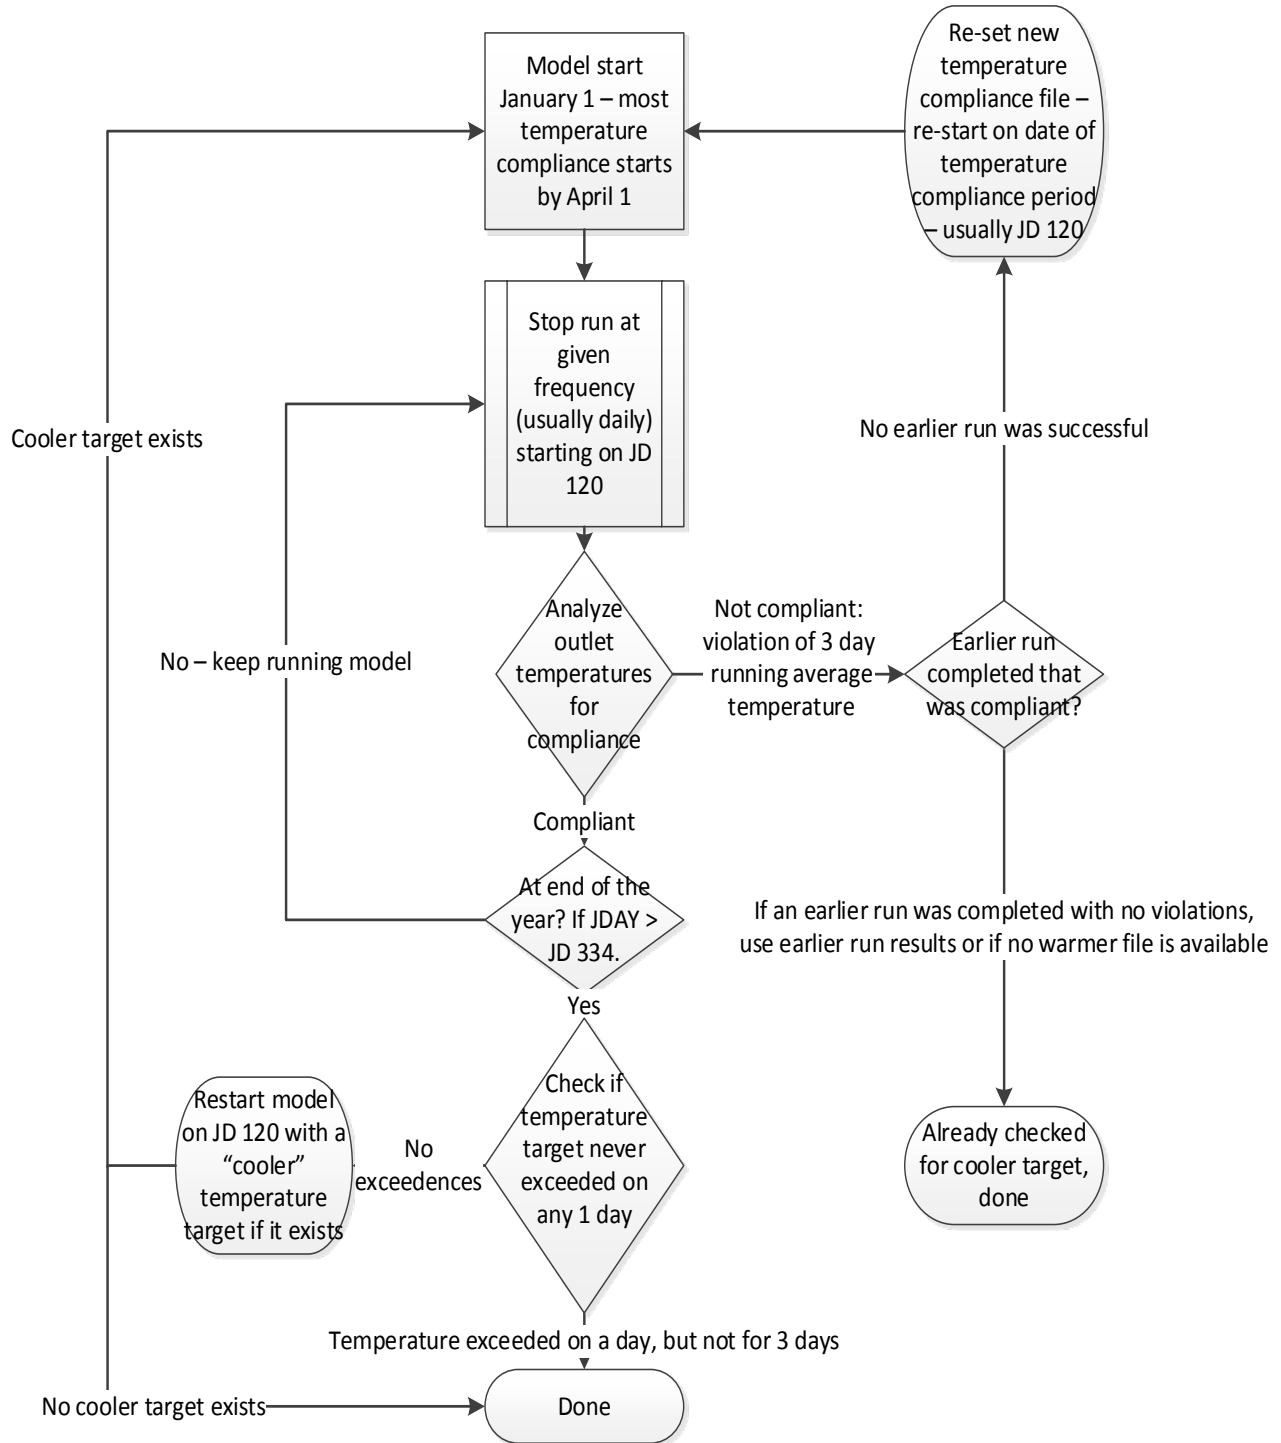 Model start
January 1 – most
temperature
compliance starts
by April 1
Re-set new
temperature
compliance file –
re-start on date of
temperature
compliance period
– usually JD 120
Stop run at
given
frequency
(usually daily)
starting on JD
120
Cooler target exists
No earlier run was successful
No – keep running model
Analyze
outlet
temperatures
for
compliance
Not compliant:
violation of 3 day
running average
temperature
Earlier run
completed that
was compliant?
Compliant
At end of the
year? If JDAY >
JD 334.
If an earlier run was completed with no violations,
use earlier run results or if no warmer file is available
Yes
Check if
temperature
target never
exceeded on
any 1 day
No
exceedences
Restart model
on JD 120 with a
“cooler”
temperature
target if it exists
Already checked
for cooler target,
done
Temperature exceeded on a day, but not for 3 days
No cooler target exists
Done